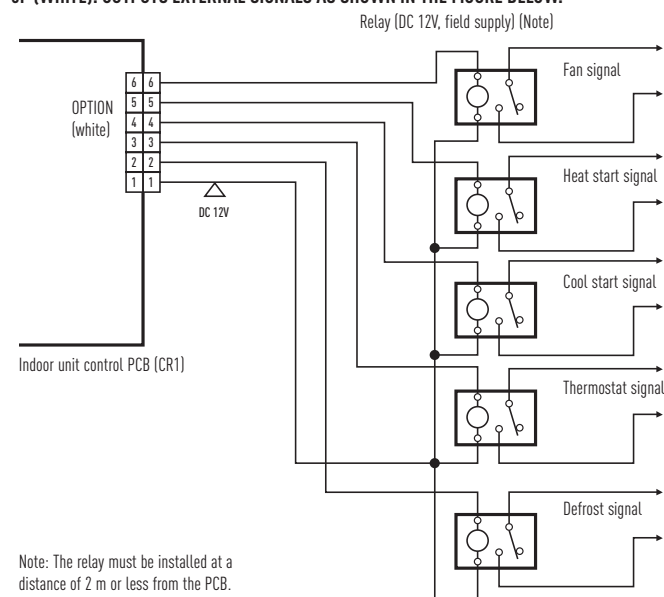 6P (WHITE): OUTPUTS EXTERNAL SIGNALS AS SHOWN IN THE FIGURE BELOW.
Relay (DC 12V, field supply) (Note)
Fan signal
OPTION
(white)
6 6
5 5
4 4
3 3
2 2
1 1
DC 12V
Heat start signal
Cool start signal
Indoor unit control PCB (CR1)
Thermostat signal
Defrost signal
Note: The relay must be installed at a
distance of 2 m or less from the PCB.